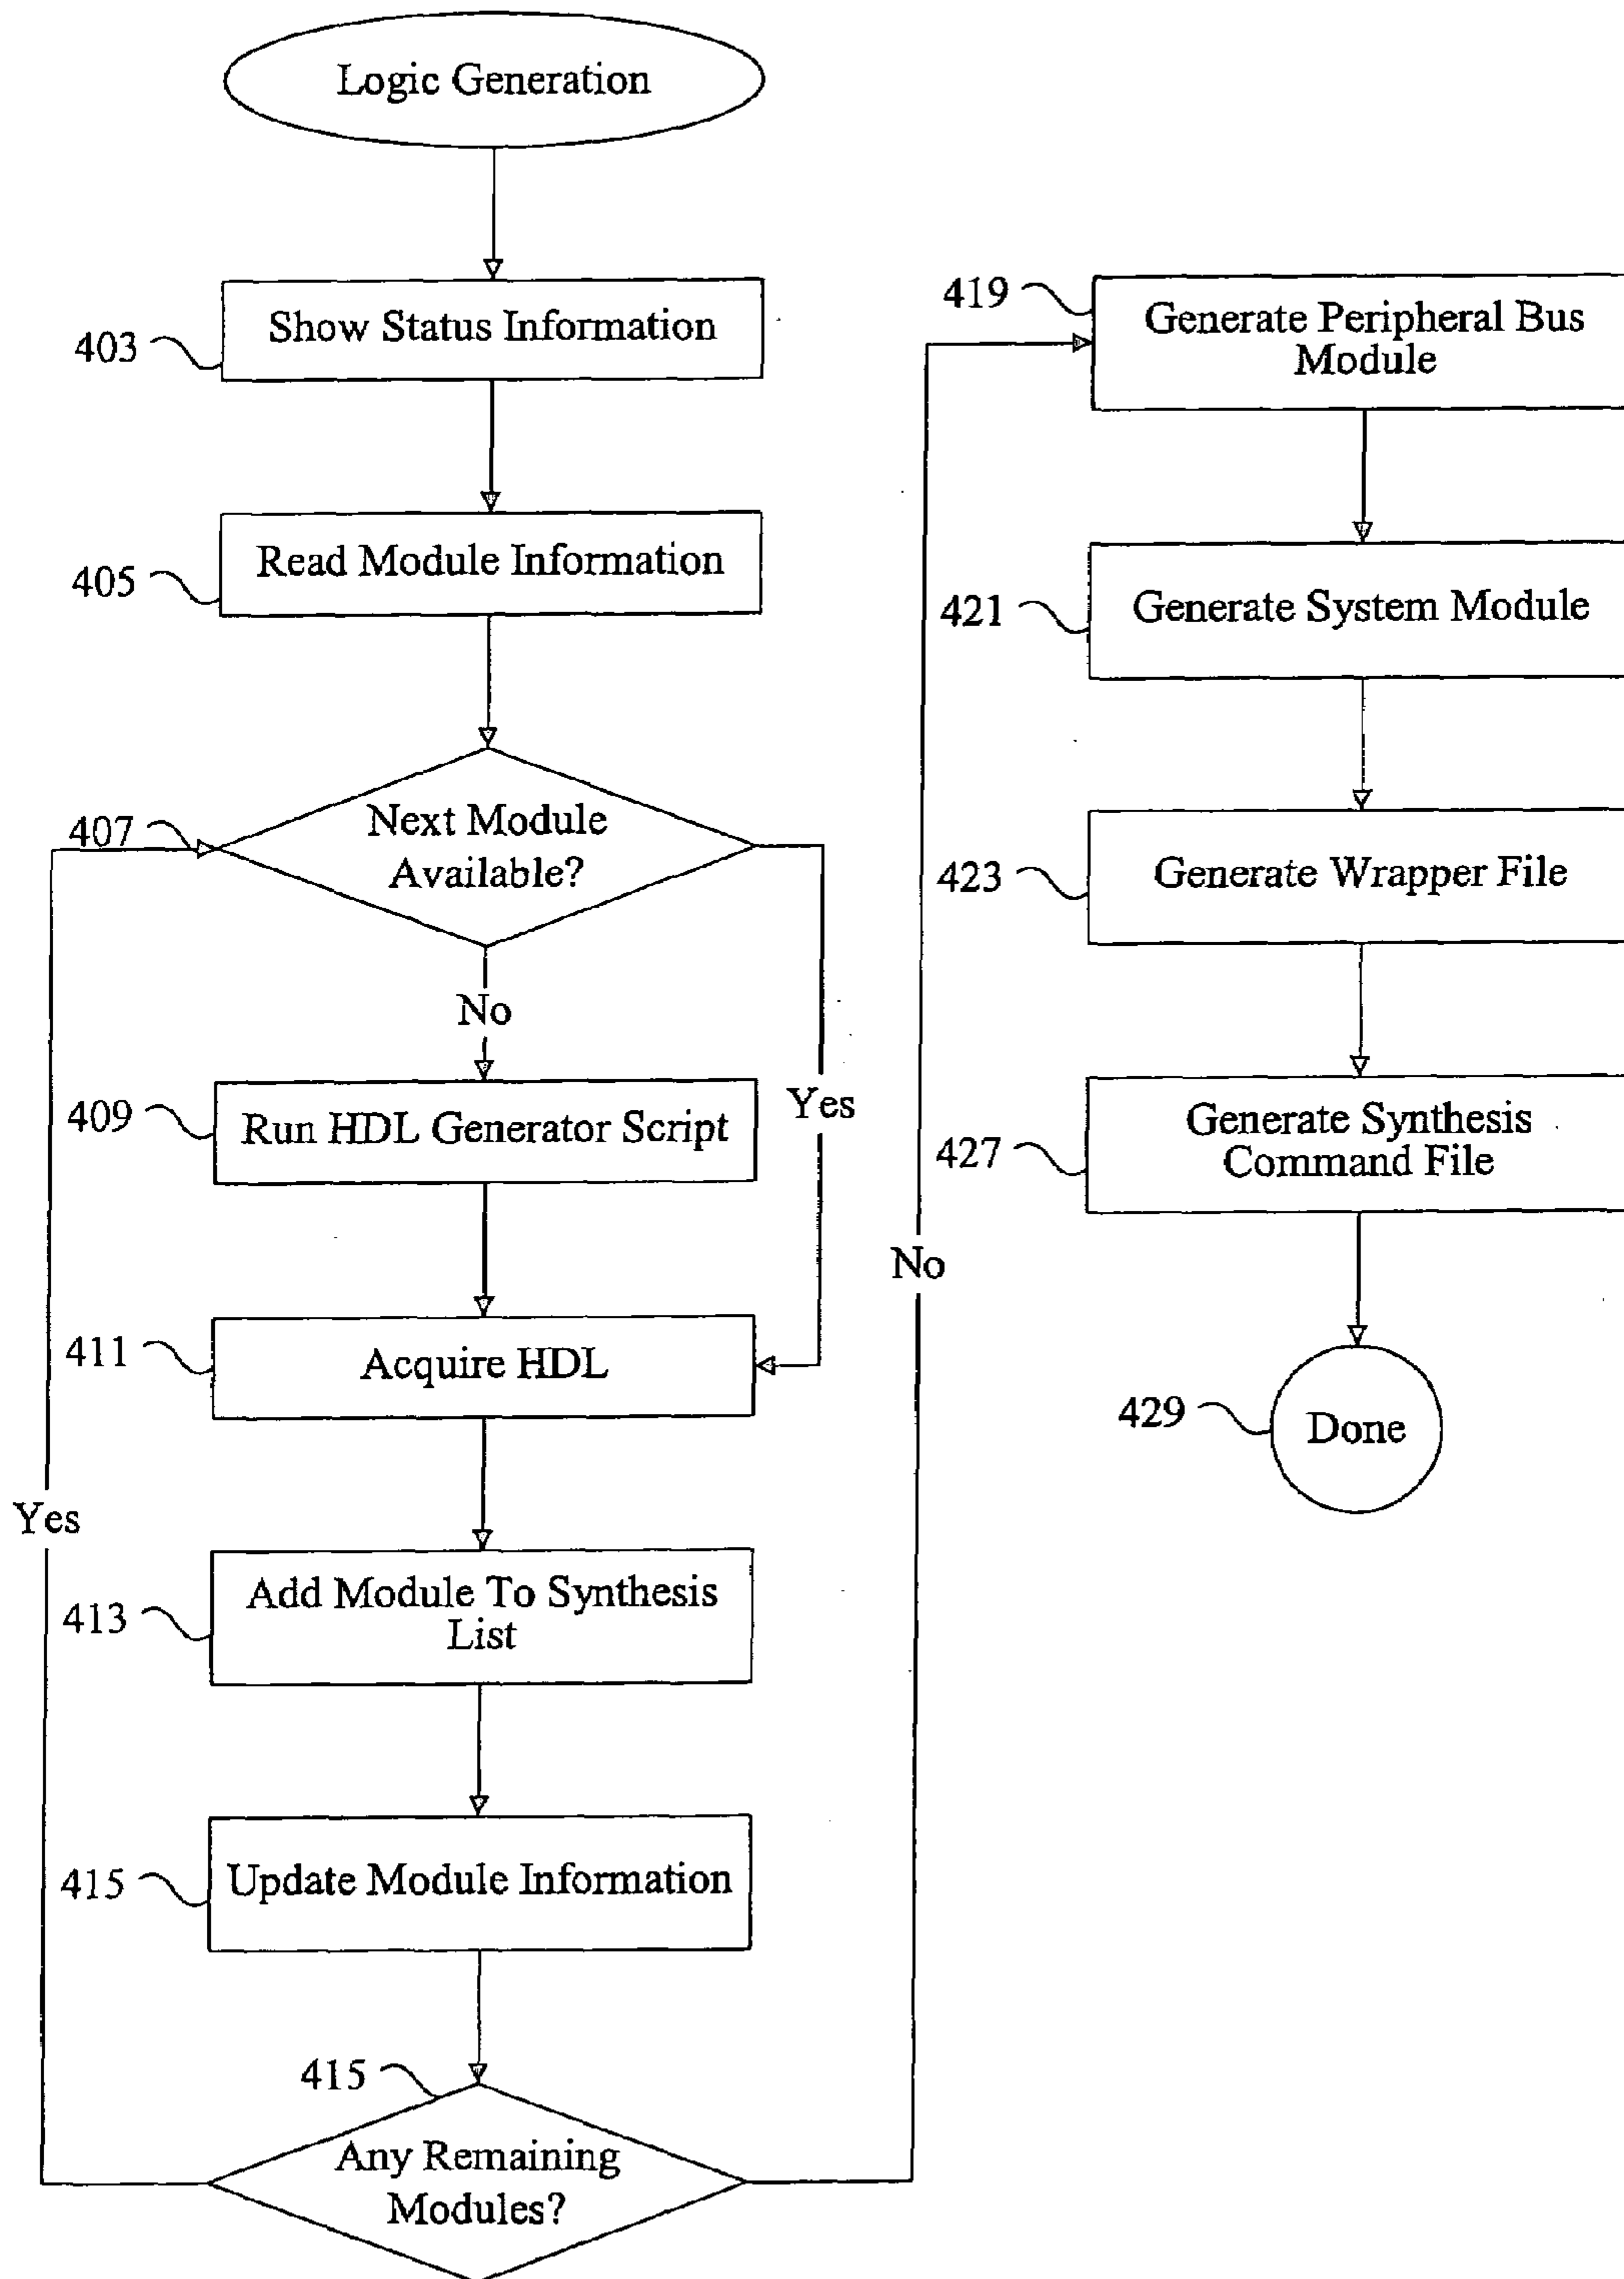 Logic Generation
403
Show Status Information
405
Read Module Information
407
Next Module
Available?
No
Yes
409
Run HDL Generator Script
411
Acquire HDL
413
Add Module To Synthesis
List
415
Update Module Information
415
Any Remaining
Modules?
Yes
No
419
Generate Peripheral Bus
Module
421
Generate System Module
423
Generate Wrapper File
427
Generate Synthesis
Command File
429
Done